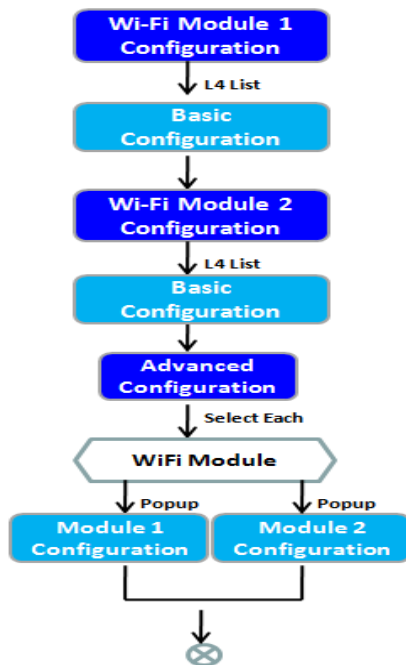 Wi-Fi Module 1
Configuration
L4 List
Basic
Configuration
Wi-Fi Module 2
Configuration
L4 List
Basic
Configuration
Advanced
Configuration
Select Each
WiFi Module
Popup
Popup
Module 1
Configuration
Module 2
Configuration